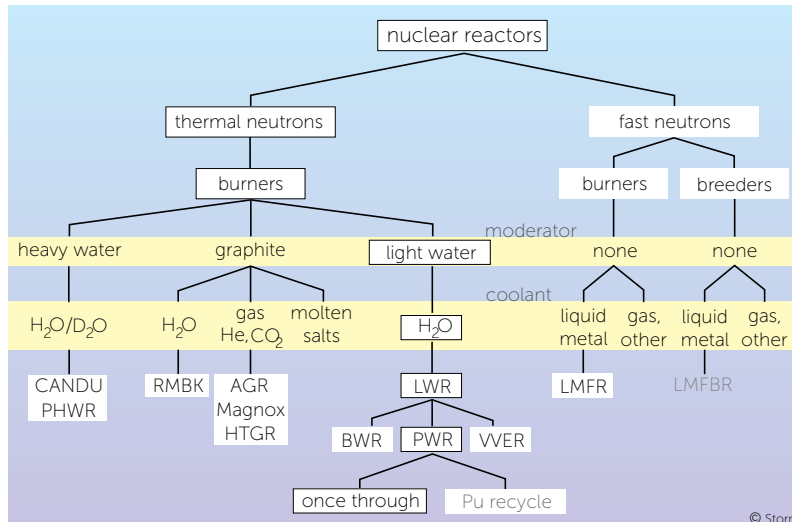 nuclear reactors
thermal neutrons
fast neutrons
burners
burners
breeders
moderator
heavy water
graphite
light water
none
none
coolant
H₂O/D₂O
H₂O
gas
He,CO₂
molten
salts
H₂O
liquid
metal
gas,
other
liquid
metal
gas,
other
CANDU
PHWR
RMBK
AGR
Magnox
HTGR
LWR
LMFR
LMFBR
BWR
PWR
VVER
once through
Pu recycle
© Storm